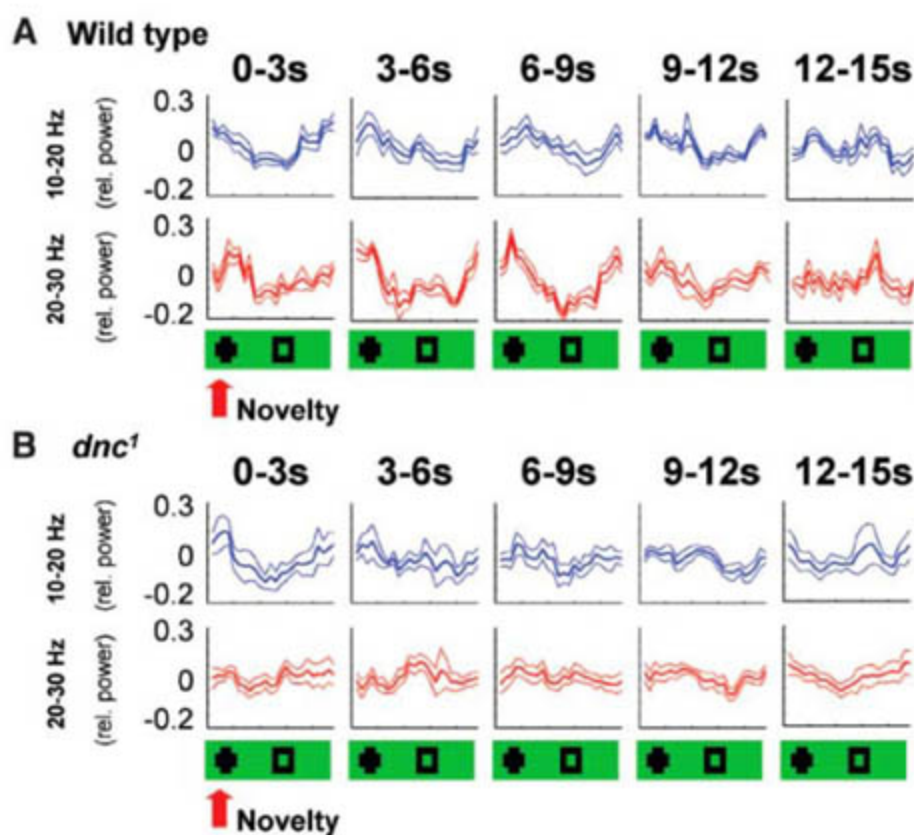 A Wild type
0-3s 3-6s 6-9s 9-12s 12-15s
10-20 Hz
(rel. power)
0.3
0
-0.2
20-30 Hz
(rel. power)
0.3
0
-0.2
Novelty
B dnc1
0-3s 3-6s 6-9s 9-12s 12-15s
10-20 Hz
(rel. power)
0.3
0
-0.2
20-30 Hz
(rel. power)
0.3
0
-0.2
Novelty